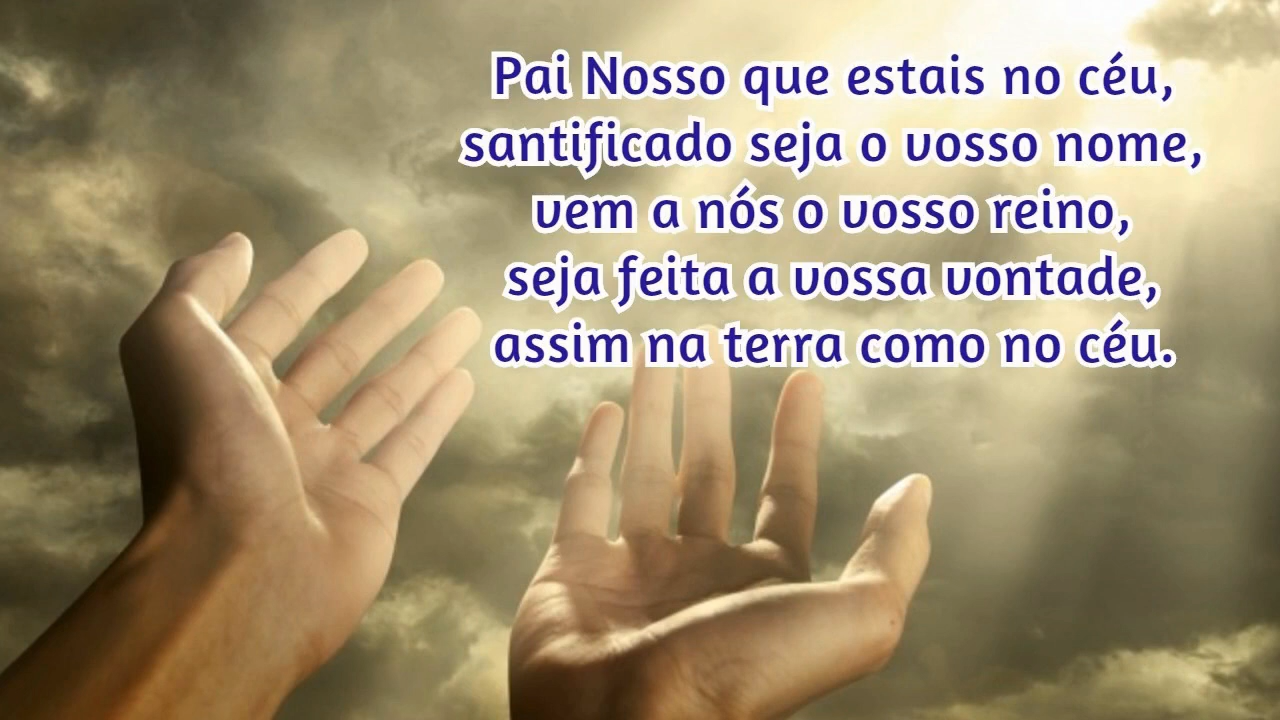 Pai Nosso que estais no céu,
santificado seja o vosso nome,
vem a nós o vosso reino,
seja feita a vossa vontade,
assim na terra como no céu.